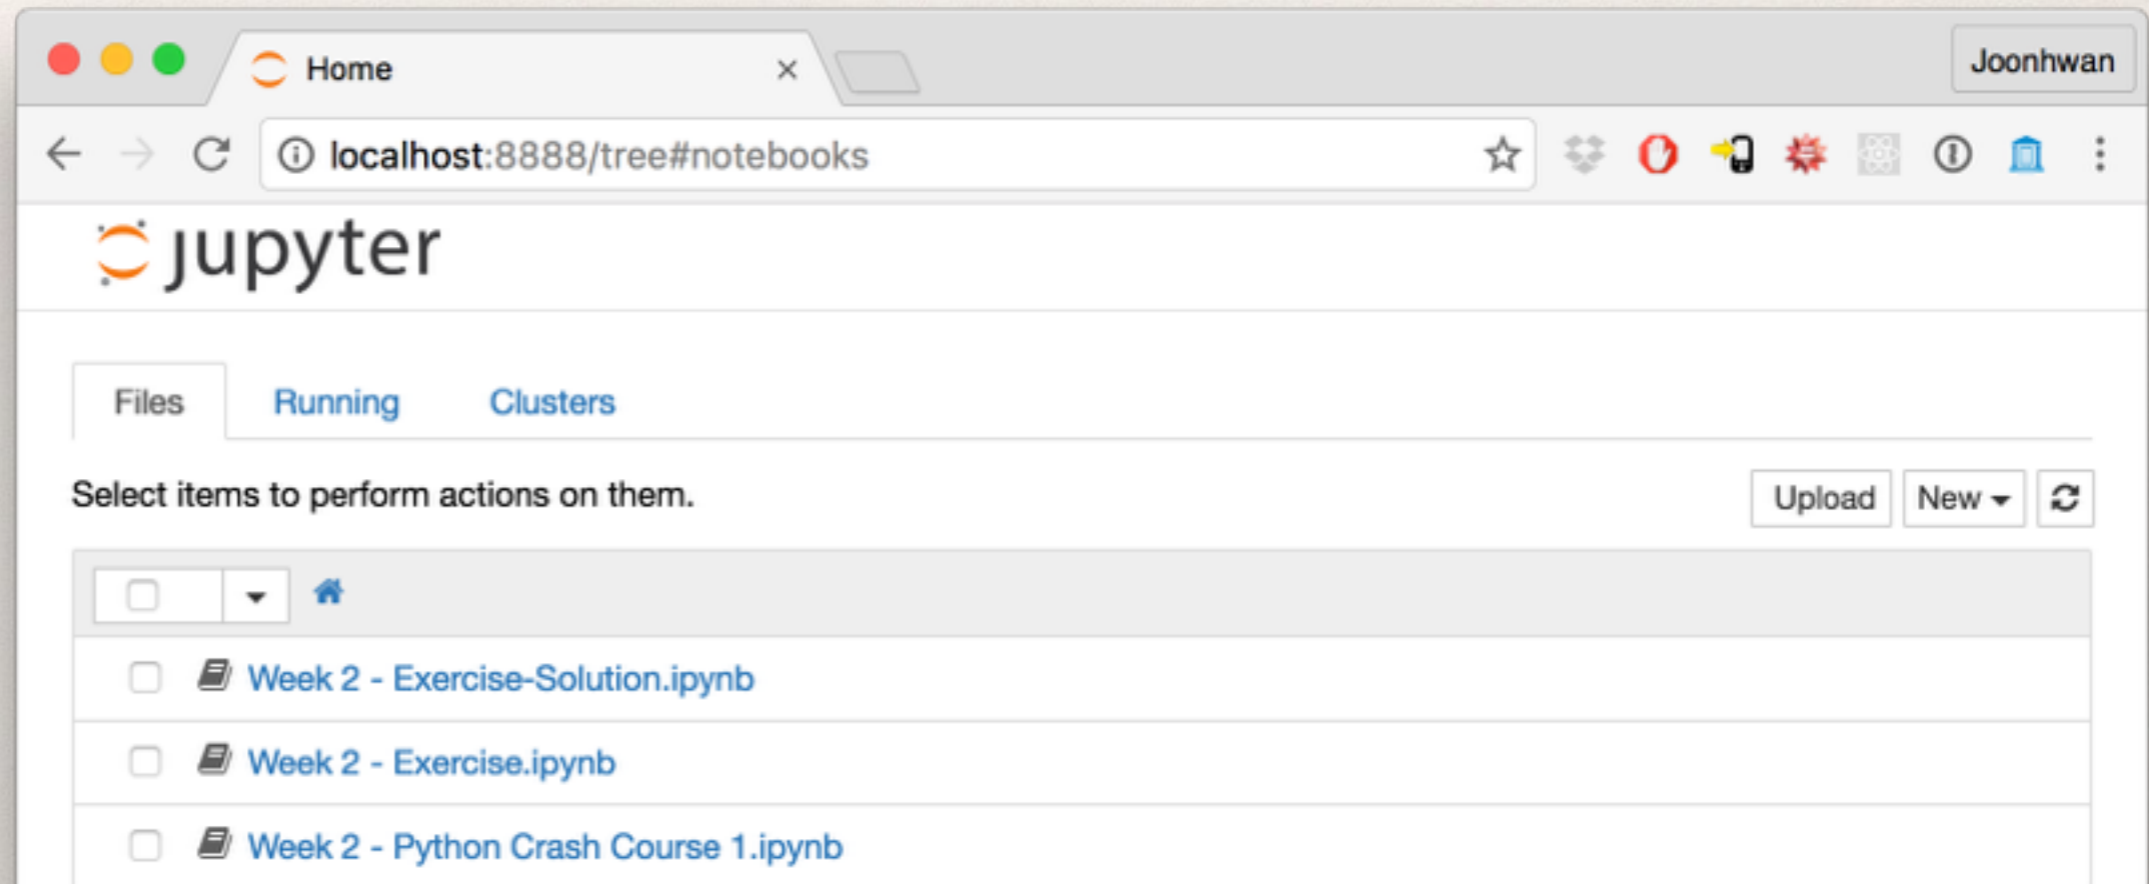 Home
Joonhwan
localhost:8888/tree#notebooks
jupyter
Files Running Clusters
Select items to perform actions on them.
Upload New
Week 2 - Exercise-Solution.ipynb
Week 2 - Exercise.ipynb
Week 2 - Python Crash Course 1.ipynb